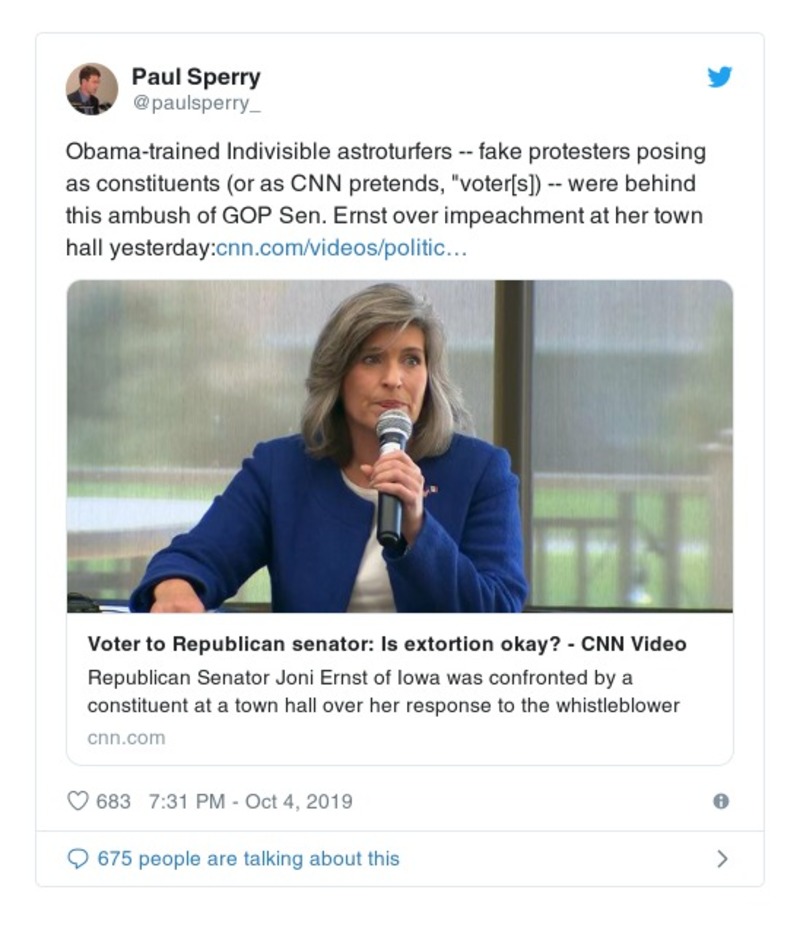 Paul Sperry
@paulsperry_
Obama-trained Indivisible astroturfers -- fake protesters posing
as constituents (or as CNN pretends, "voter[s]) -- were behind
this ambush of GOP Sen. Ernst over impeachment at her town
hall yesterday:cnn.com/videos/politic…
Voter to Republican senator: Is extortion okay? - CNN Video
Republican Senator Joni Ernst of Iowa was confronted by a
constituent at a town hall over her response to the whistleblower
cnn.com
683 7:31 PM - Oct 4, 2019
675 people are talking about this